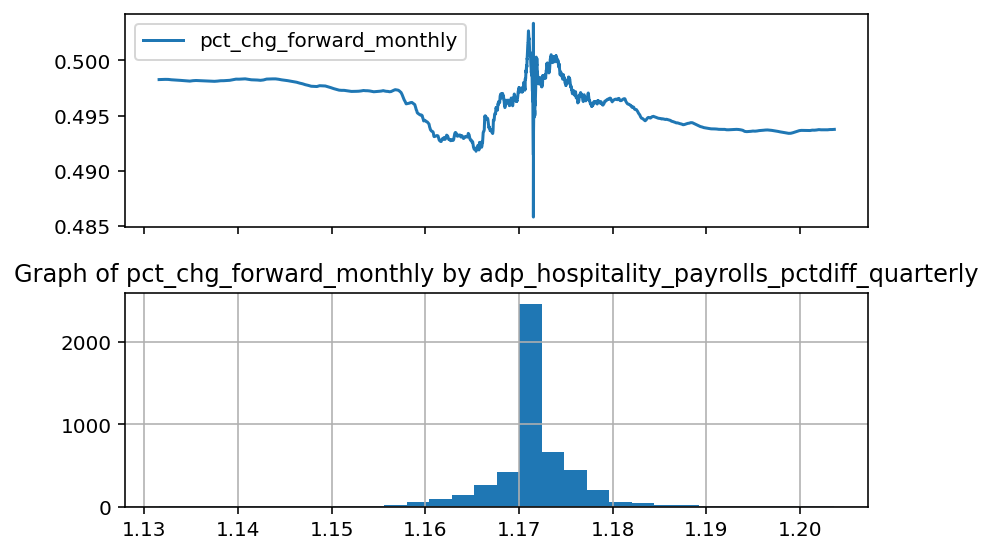 pct_chg_forward_monthly
0.500
0.495
0.490
0.485
Graph of pct_chg_forward_monthly by adp_hospitality_payrolls_pctdiff_quarterly
2000
1000
0
1.13 1.14 1.15 1.16 1.17 1.18 1.19 1.20